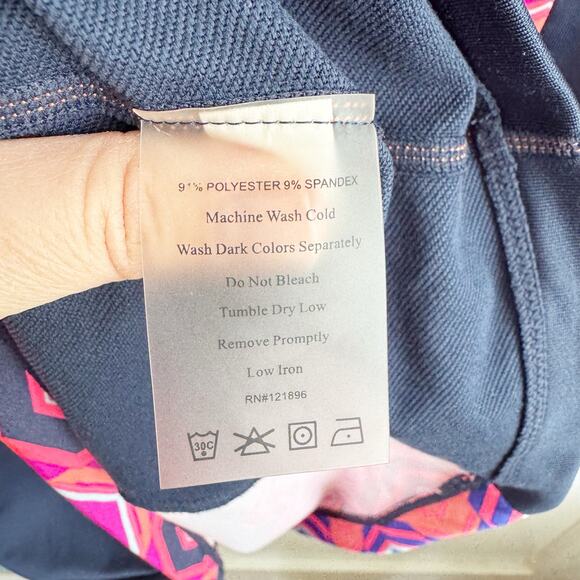 91% POLYESTER 9% SPANDEX
Machine Wash Cold
Wash Dark Colors Separately
Do Not Bleach
Tumble Dry Low
Remove Promptly
Low Iron
RN#121896
30C